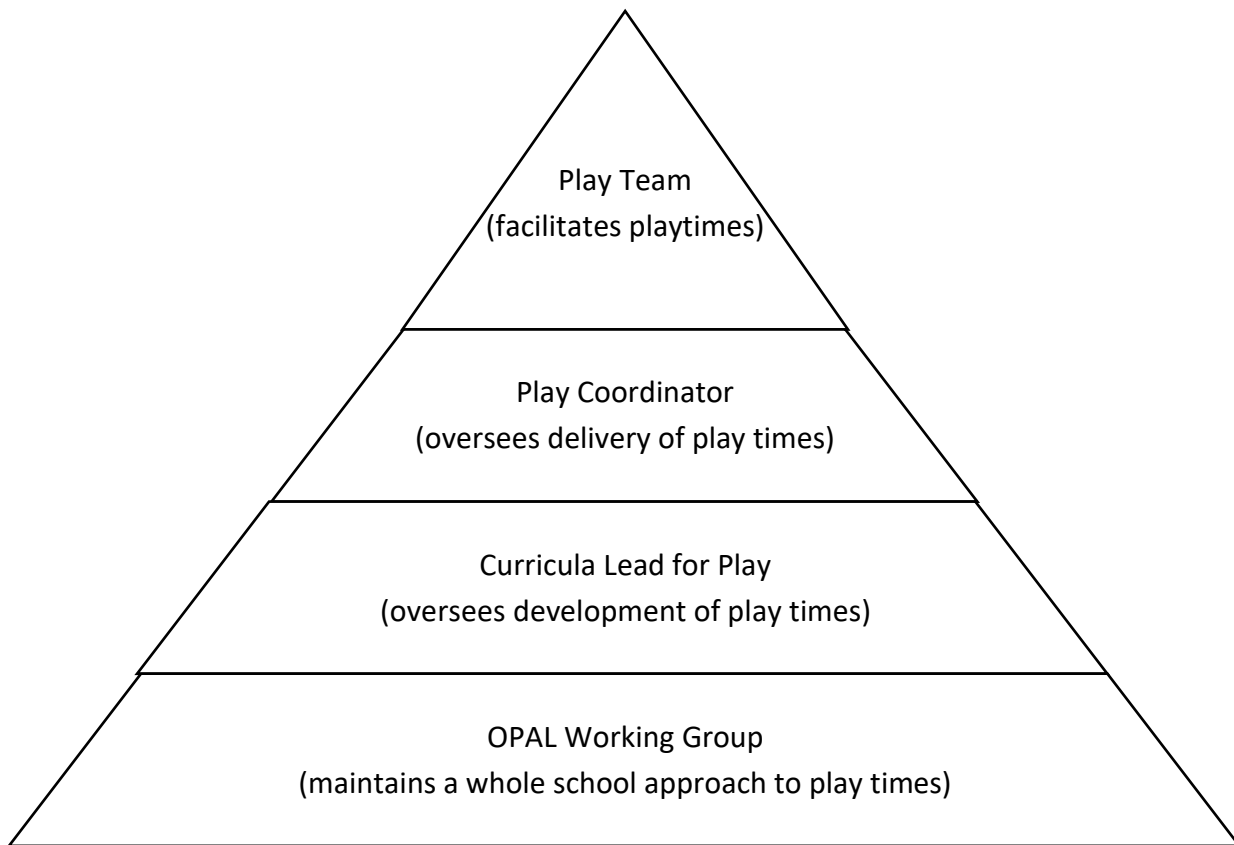 Play Team
(facilitates playtimes)
Play Coordinator
(oversees delivery of play times)
Curricula Lead for Play
(oversees development of play times)
OPAL Working Group
(maintains a whole school approach to play times)